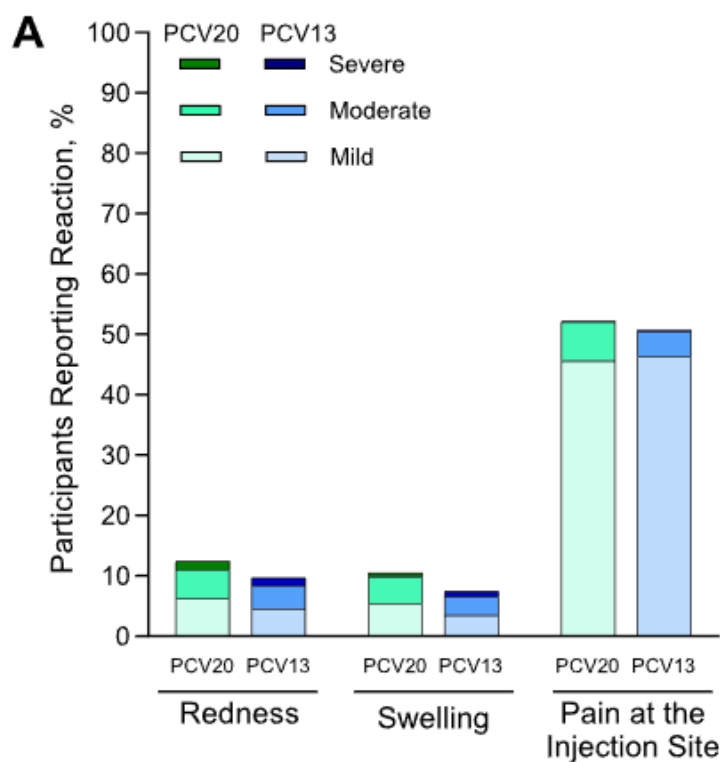 A
Participants Reporting Reaction, %
100
90
80
70
60
50
40
30
20
10
0
PCV20 PCV13
Severe
Moderate
Mild
PCV20 PCV13 PCV20 PCV13 PCV20 PCV13
Redness
Swelling
Pain at the
Injection Site